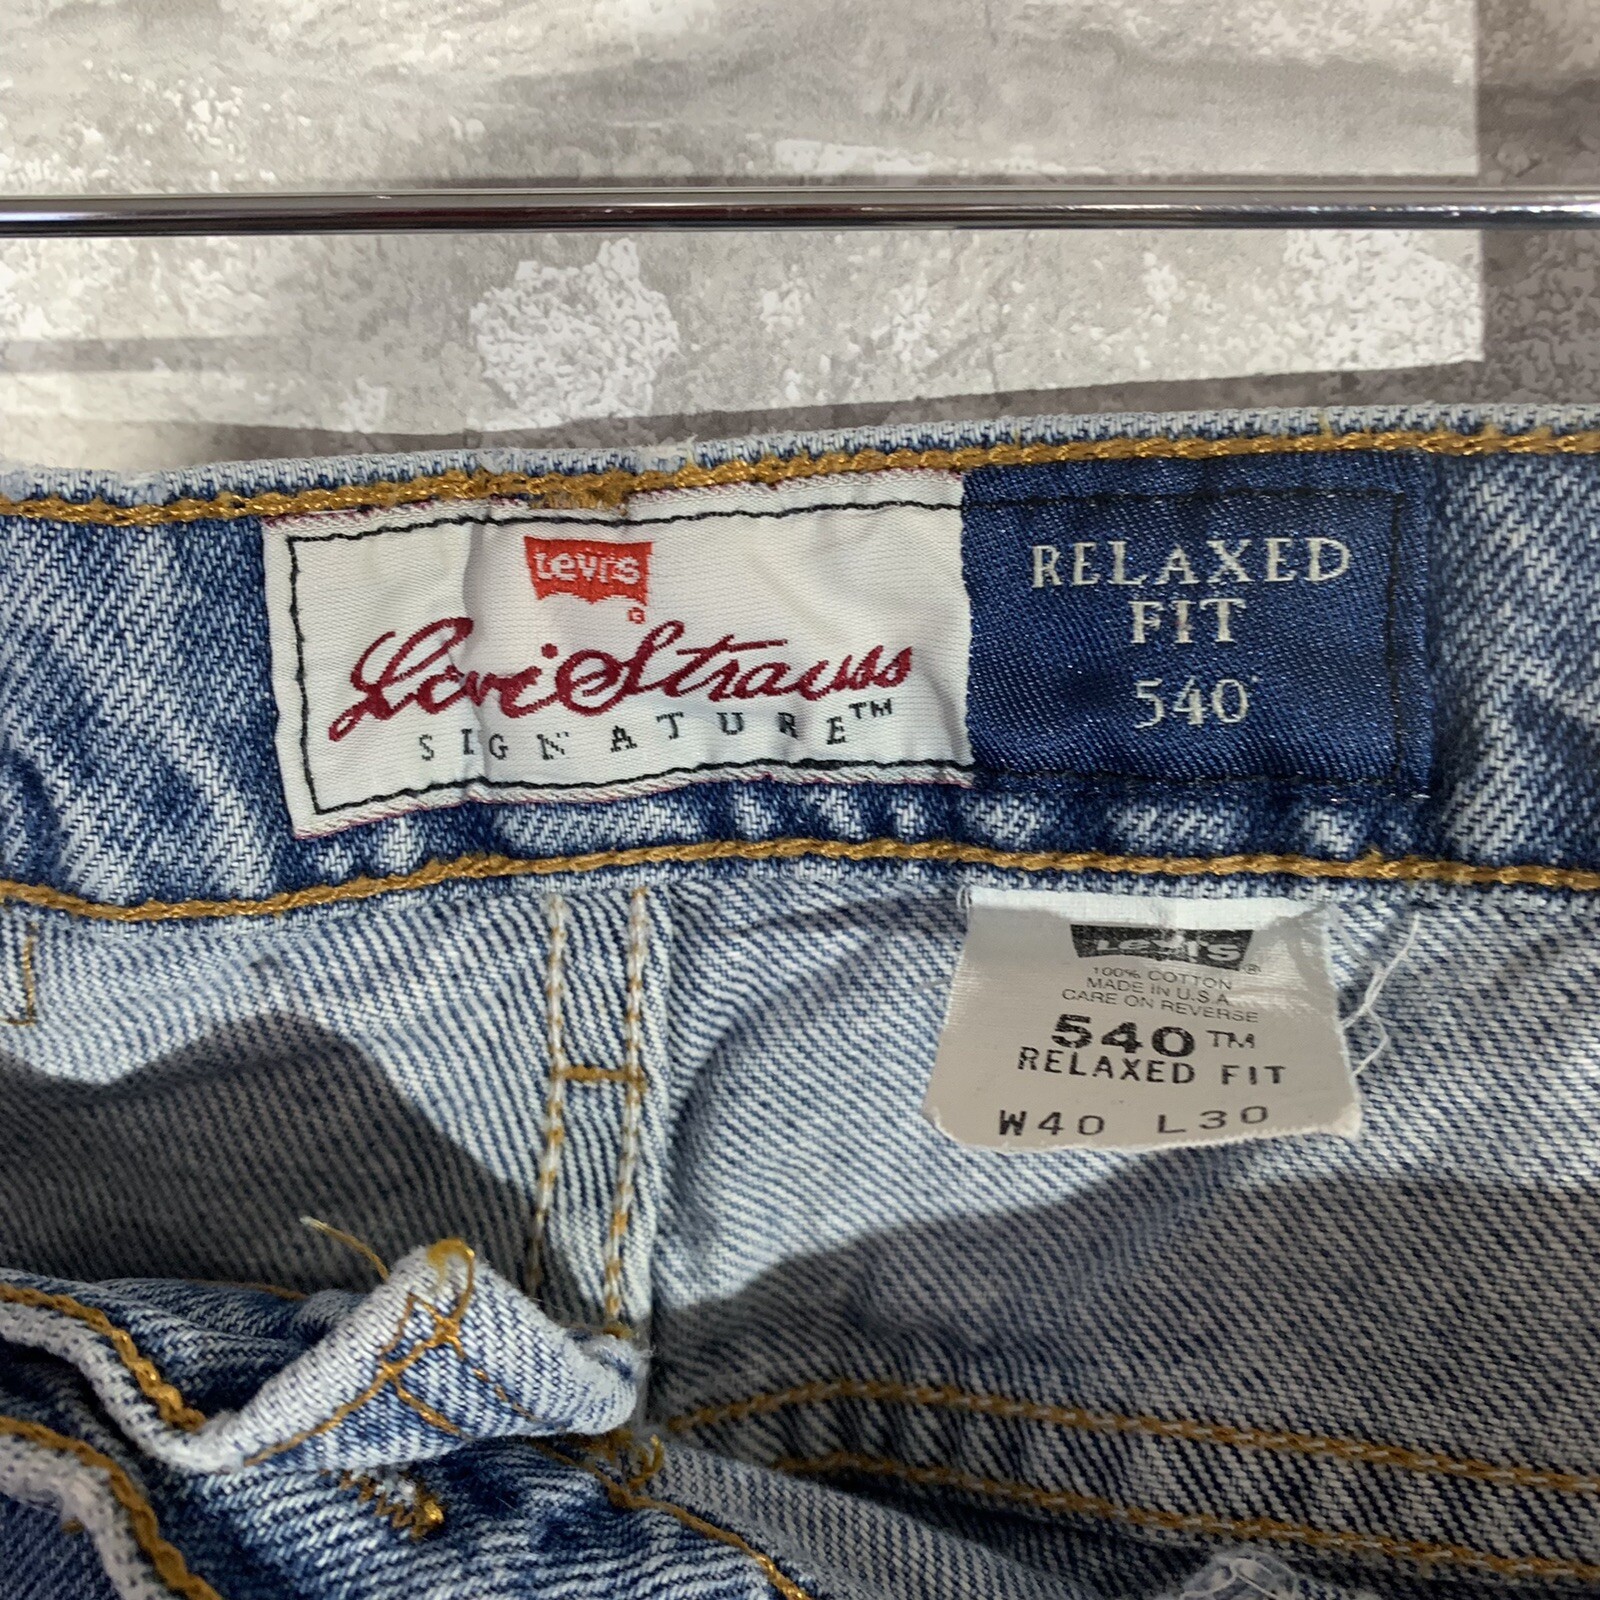 Levi's
®
Levi Strauss
SIGNATURE™
RELAXED
FIT
540
Levi's®
100% COTTON
MADE IN U.S.A.
CARE ON REVERSE
540™
RELAXED FIT
W40 L30